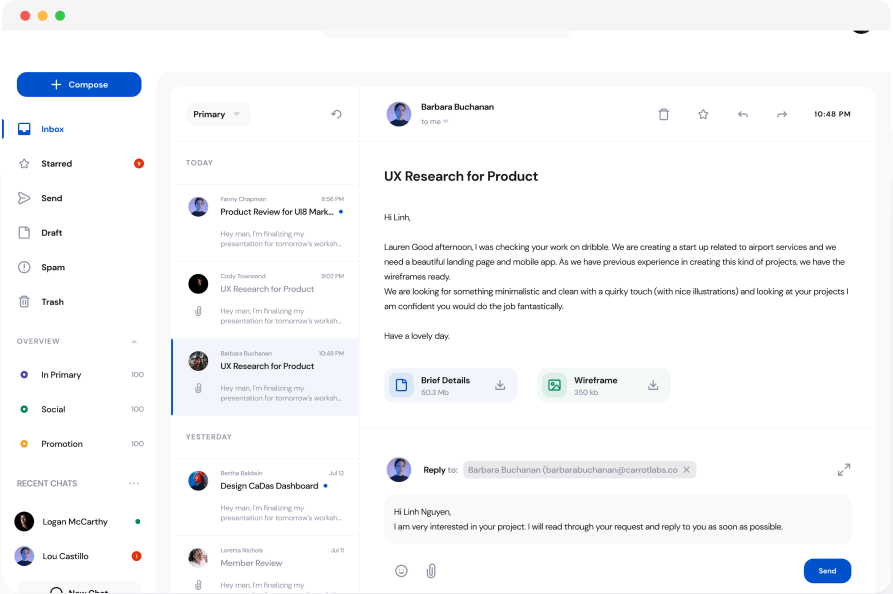 Compose
Inbox
Starred
Send
Draft
Spam
Trash
OVERVIEW
In Primary 100
Social 100
Promotion 100
RECENT CHATS
Logan McCarthy
Lou Castillo
New Chat
Primary
TODAY
Fanny Chapman 8:56 PM
Product Review for UI8 Mark...
Hey man, I'm finalizing my
presentation for tomorrow's worksh...
Cody Townsend 9:02 PM
UX Research for Product
Hey man, I'm finalizing my
presentation for tomorrow's worksh...
Barbara Buchanan 10:48 PM
UX Research for Product
Hey man, I'm finalizing my
presentation for tomorrow's worksh...
YESTERDAY
Bertha Baldwin Jul 12
Design CaDas Dashboard
Hey man, I'm finalizing my
presentation for tomorrow's worksh...
Loretta Nichols Jul 11
Member Review
Hey man, I'm finalizing my
Barbara Buchanan
to me
10:48 PM
UX Research for Product
Hi Linh,
Lauren Good afternoon, I was checking your work on dribble. We are creating a start up related to airport services and we
need a beautiful landing page and mobile app. As we have previous experience in creating this kind of projects, we have the
wireframes ready.
We are looking for something minimalistic and clean with a quirky touch (with nice illustrations) and looking at your projects I
am confident you would do the job fantastically.
Have a lovely day.
Brief Details
50.3 Mb
Wireframe
350 kb
Reply to: Barbara Buchanan (barbarabuchanan@carrotlabs.co
Hi Linh Nguyen,
I am very interested in your project. I will read through your request and reply to you as soon as possible.
Send